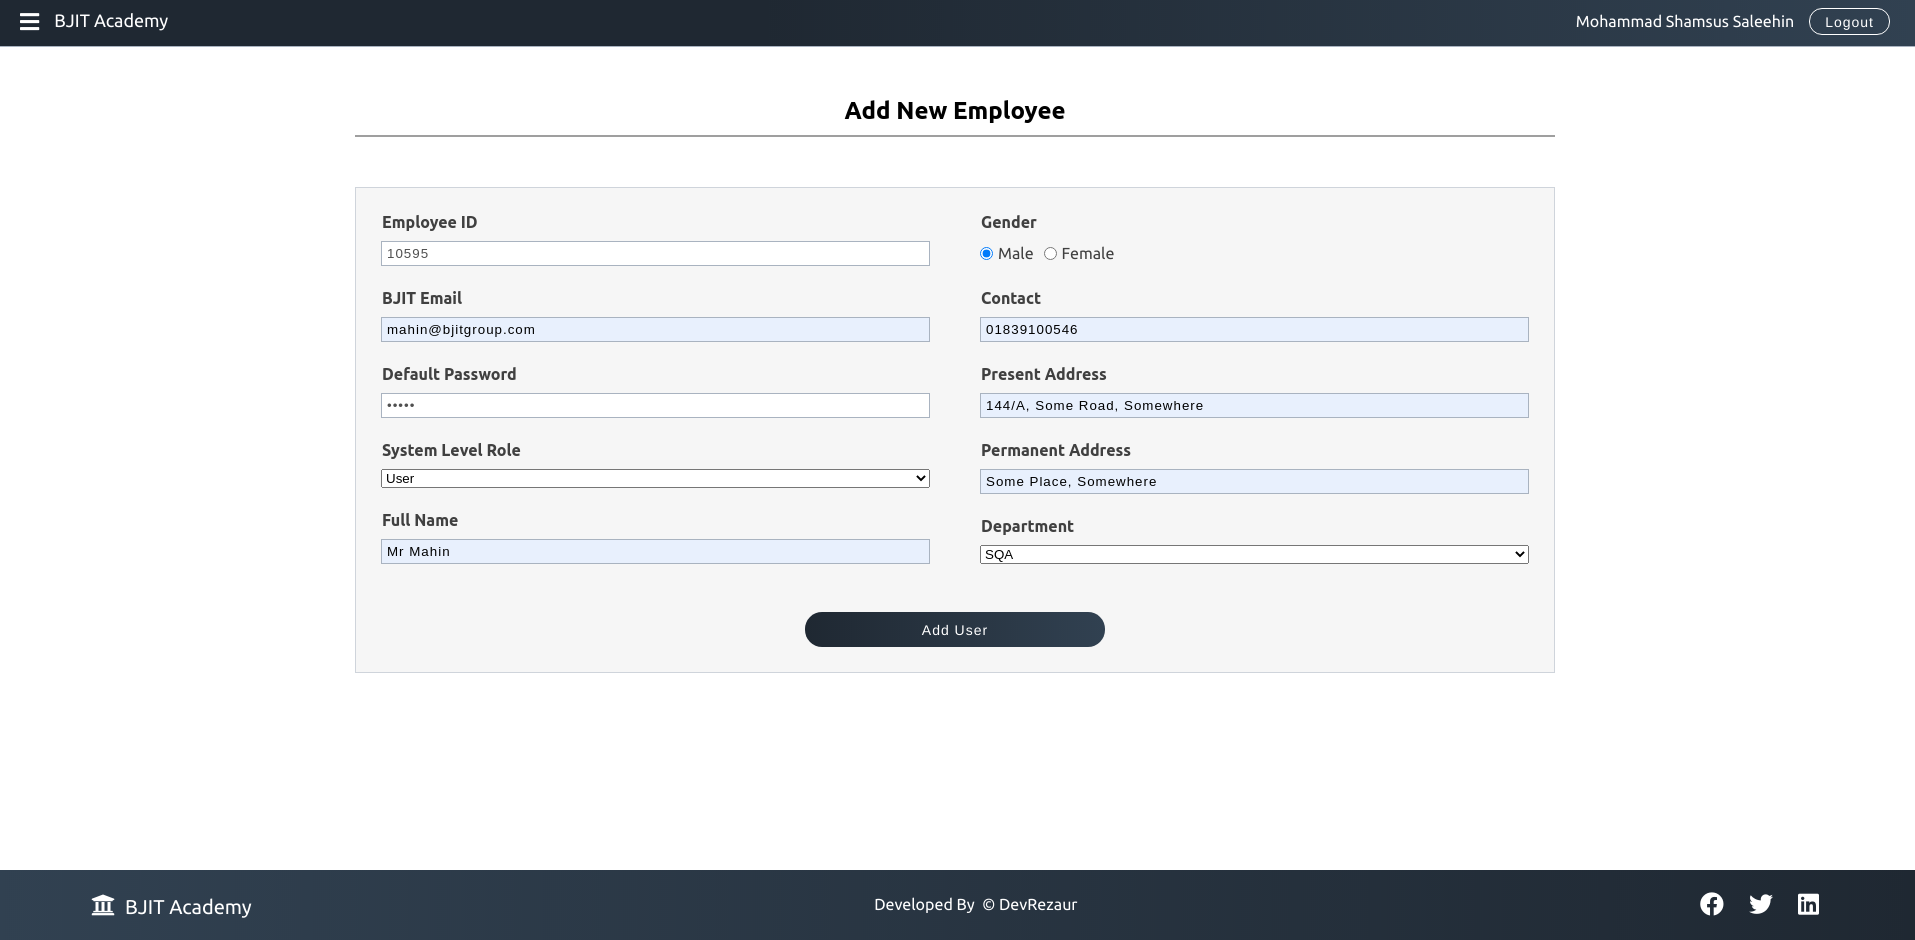 BJIT Academy
Mohammad Shamsus Saleehin
Logout
Add New Employee
Employee ID
10595
BJIT Email
mahin@bjitgroup.com
Default Password
•••••
System Level Role
User
Full Name
Mr Mahin
Gender
Male Female
Contact
01839100546
Present Address
144/A, Some Road, Somewhere
Permanent Address
Some Place, Somewhere
Department
SQA
Add User
BJIT Academy
Developed By © DevRezaur